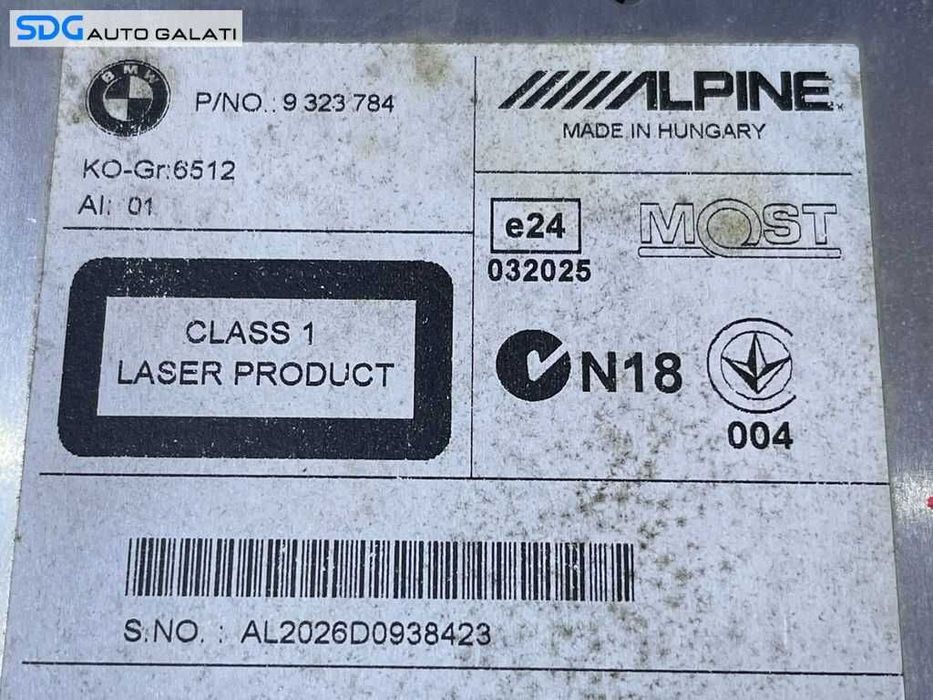 SDG AUTO GALATI
BMW
P/NO.: 9 323 784
KO-Gr:6512
AI: 01
ALPINE
MADE IN HUNGARY
e24
032025
MOST
CLASS 1
LASER PRODUCT
N18
004
S.NO. : AL2026D0938423